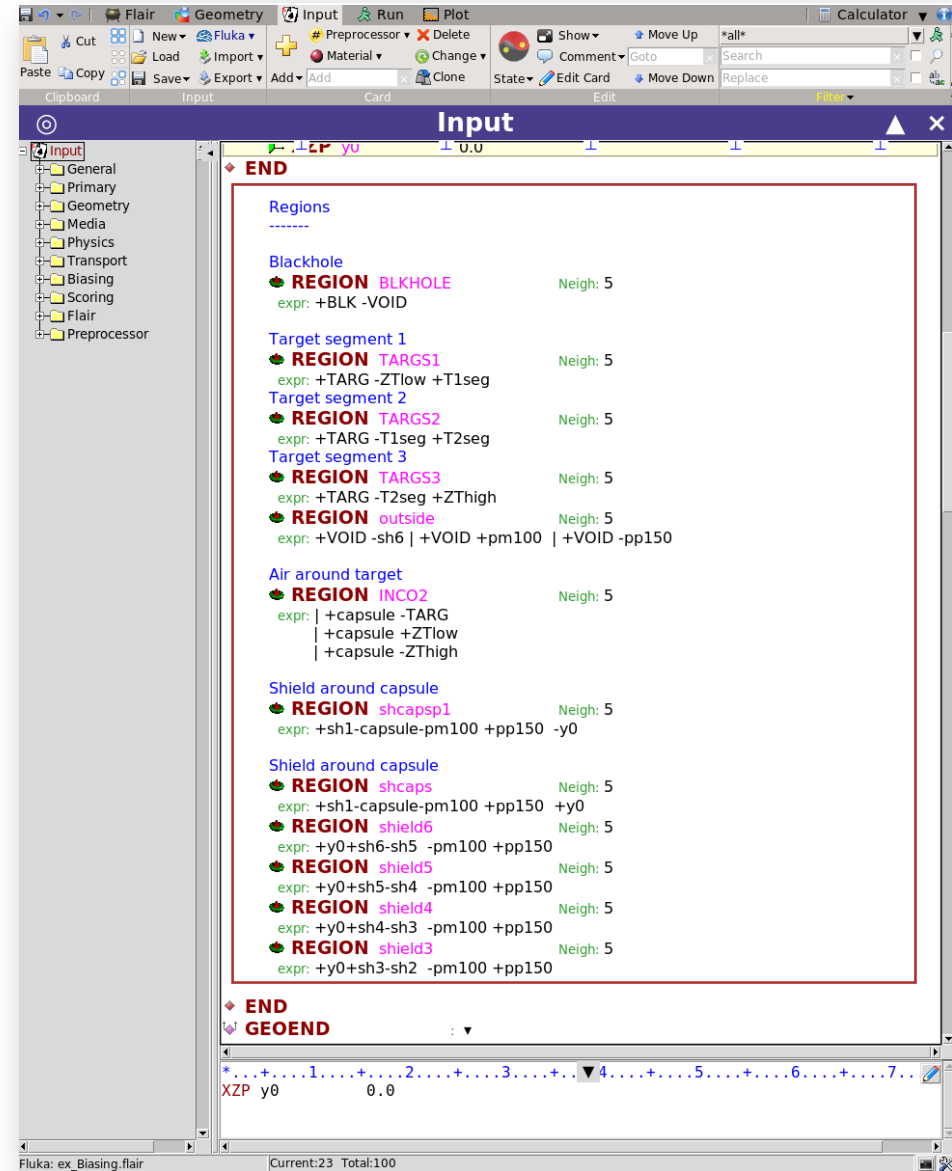 Flair Geometry Input Run Plot Calculator
Paste Cut Copy New Load Save Fluka Import Export Add # Preprocessor Material Add Delete Change Clone State Show Comment Edit Card Move Up Goto Move Down *all* Search Replace
Clipboard Input Card Edit Filter
Input
Input
General
Primary
Geometry
Media
Physics
Transport
Biasing
Scoring
Flair
Preprocessor
XZP y0 0.0
END
Regions
-------
Blackhole
REGION BLKHOLE Neigh: 5
expr: +BLK -VOID
Target segment 1
REGION TARGS1 Neigh: 5
expr: +TARG -ZTlow +T1seg
Target segment 2
REGION TARGS2 Neigh: 5
expr: +TARG -T1seg +T2seg
Target segment 3
REGION TARGS3 Neigh: 5
expr: +TARG -T2seg +ZThigh
REGION outside Neigh: 5
expr: +VOID -sh6 | +VOID +pm100 | +VOID -pp150
Air around target
REGION INCO2 Neigh: 5
expr: | +capsule -TARG
| +capsule +ZTlow
| +capsule -ZThigh
Shield around capsule
REGION shcapsp1 Neigh: 5
expr: +sh1-capsule-pm100 +pp150 -y0
Shield around capsule
REGION shcaps Neigh: 5
expr: +sh1-capsule-pm100 +pp150 +y0
REGION shield6 Neigh: 5
expr: +y0+sh6-sh5 -pm100 +pp150
REGION shield5 Neigh: 5
expr: +y0+sh5-sh4 -pm100 +pp150
REGION shield4 Neigh: 5
expr: +y0+sh4-sh3 -pm100 +pp150
REGION shield3 Neigh: 5
expr: +y0+sh3-sh2 -pm100 +pp150
END
GEOEND :
*...+....1....+....2....+....3....+.. 4....+....5....+....6....+....7..
XZP y0 0.0
Fluka: ex_Biasing.flair Current:23 Total:100